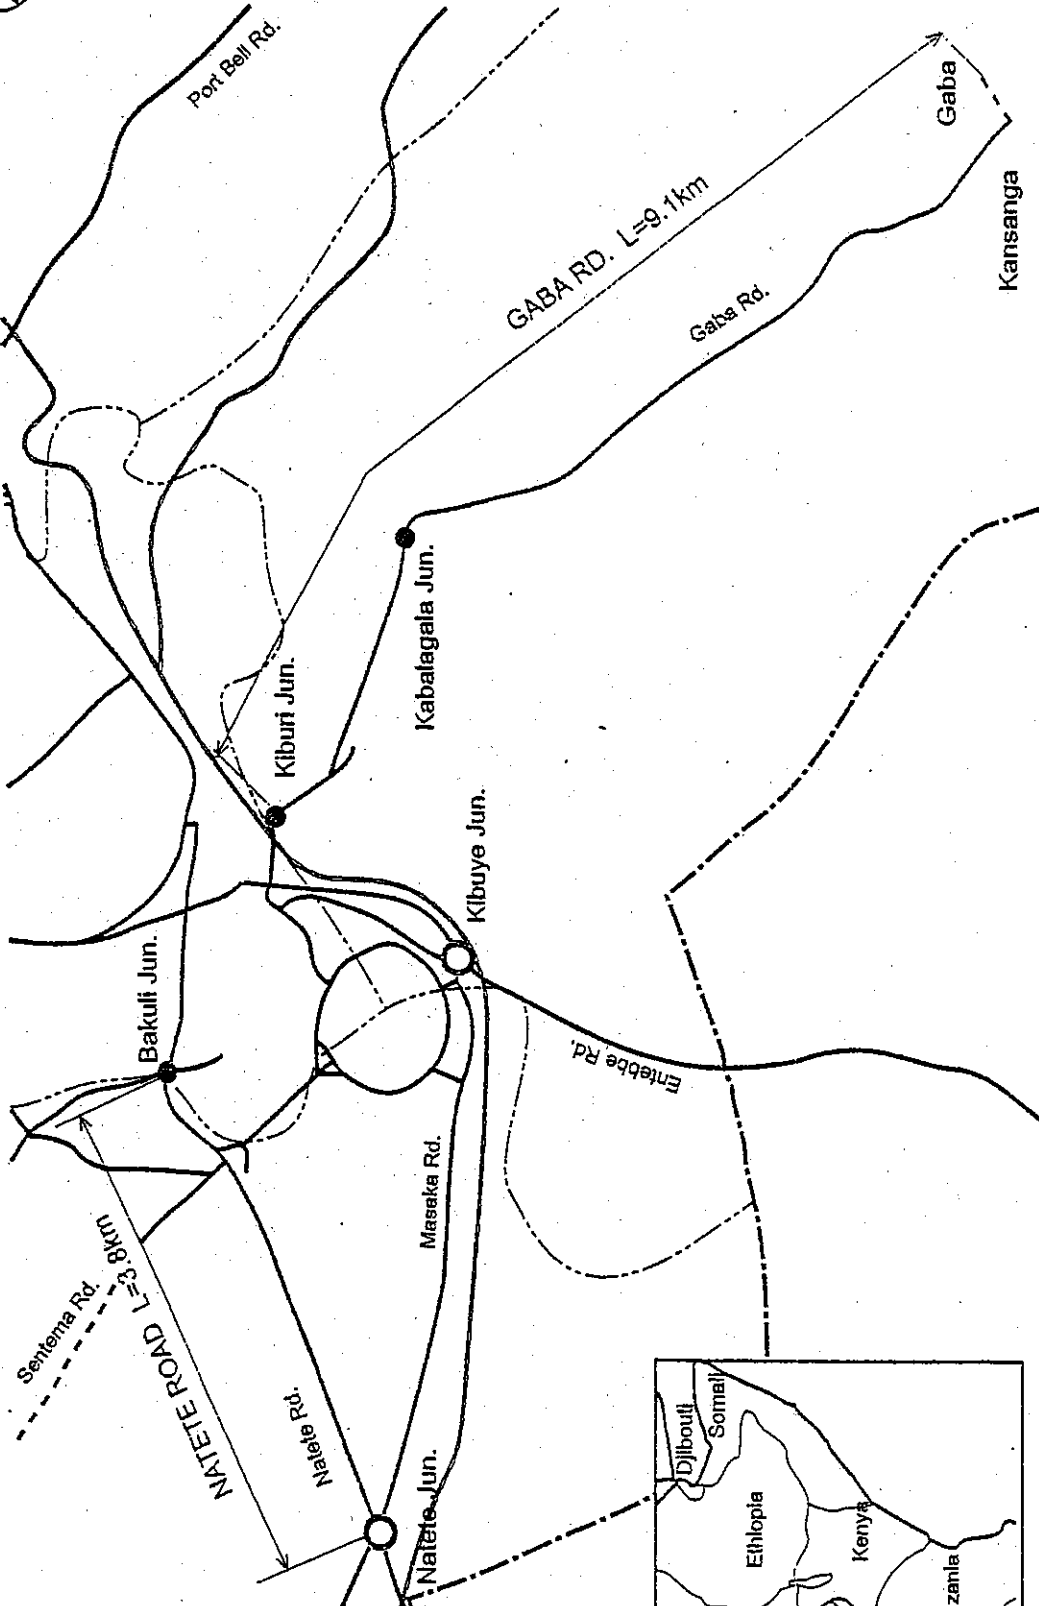 Port Bell Rd.
Gaba
GABA RD. L=9.1km
Kansanga
Gaba Rd.
Kabalagala Jun.
Kiburi Jun.
Kibuye Jun.
Bakuli Jun.
Entebbe Rd.
Masaka Rd.
Sentema Rd.
NATETE ROAD L=3.8km
Natete Rd.
Natete Jun.
Djibouti
Somali
Ethiopia
Kenya
zania